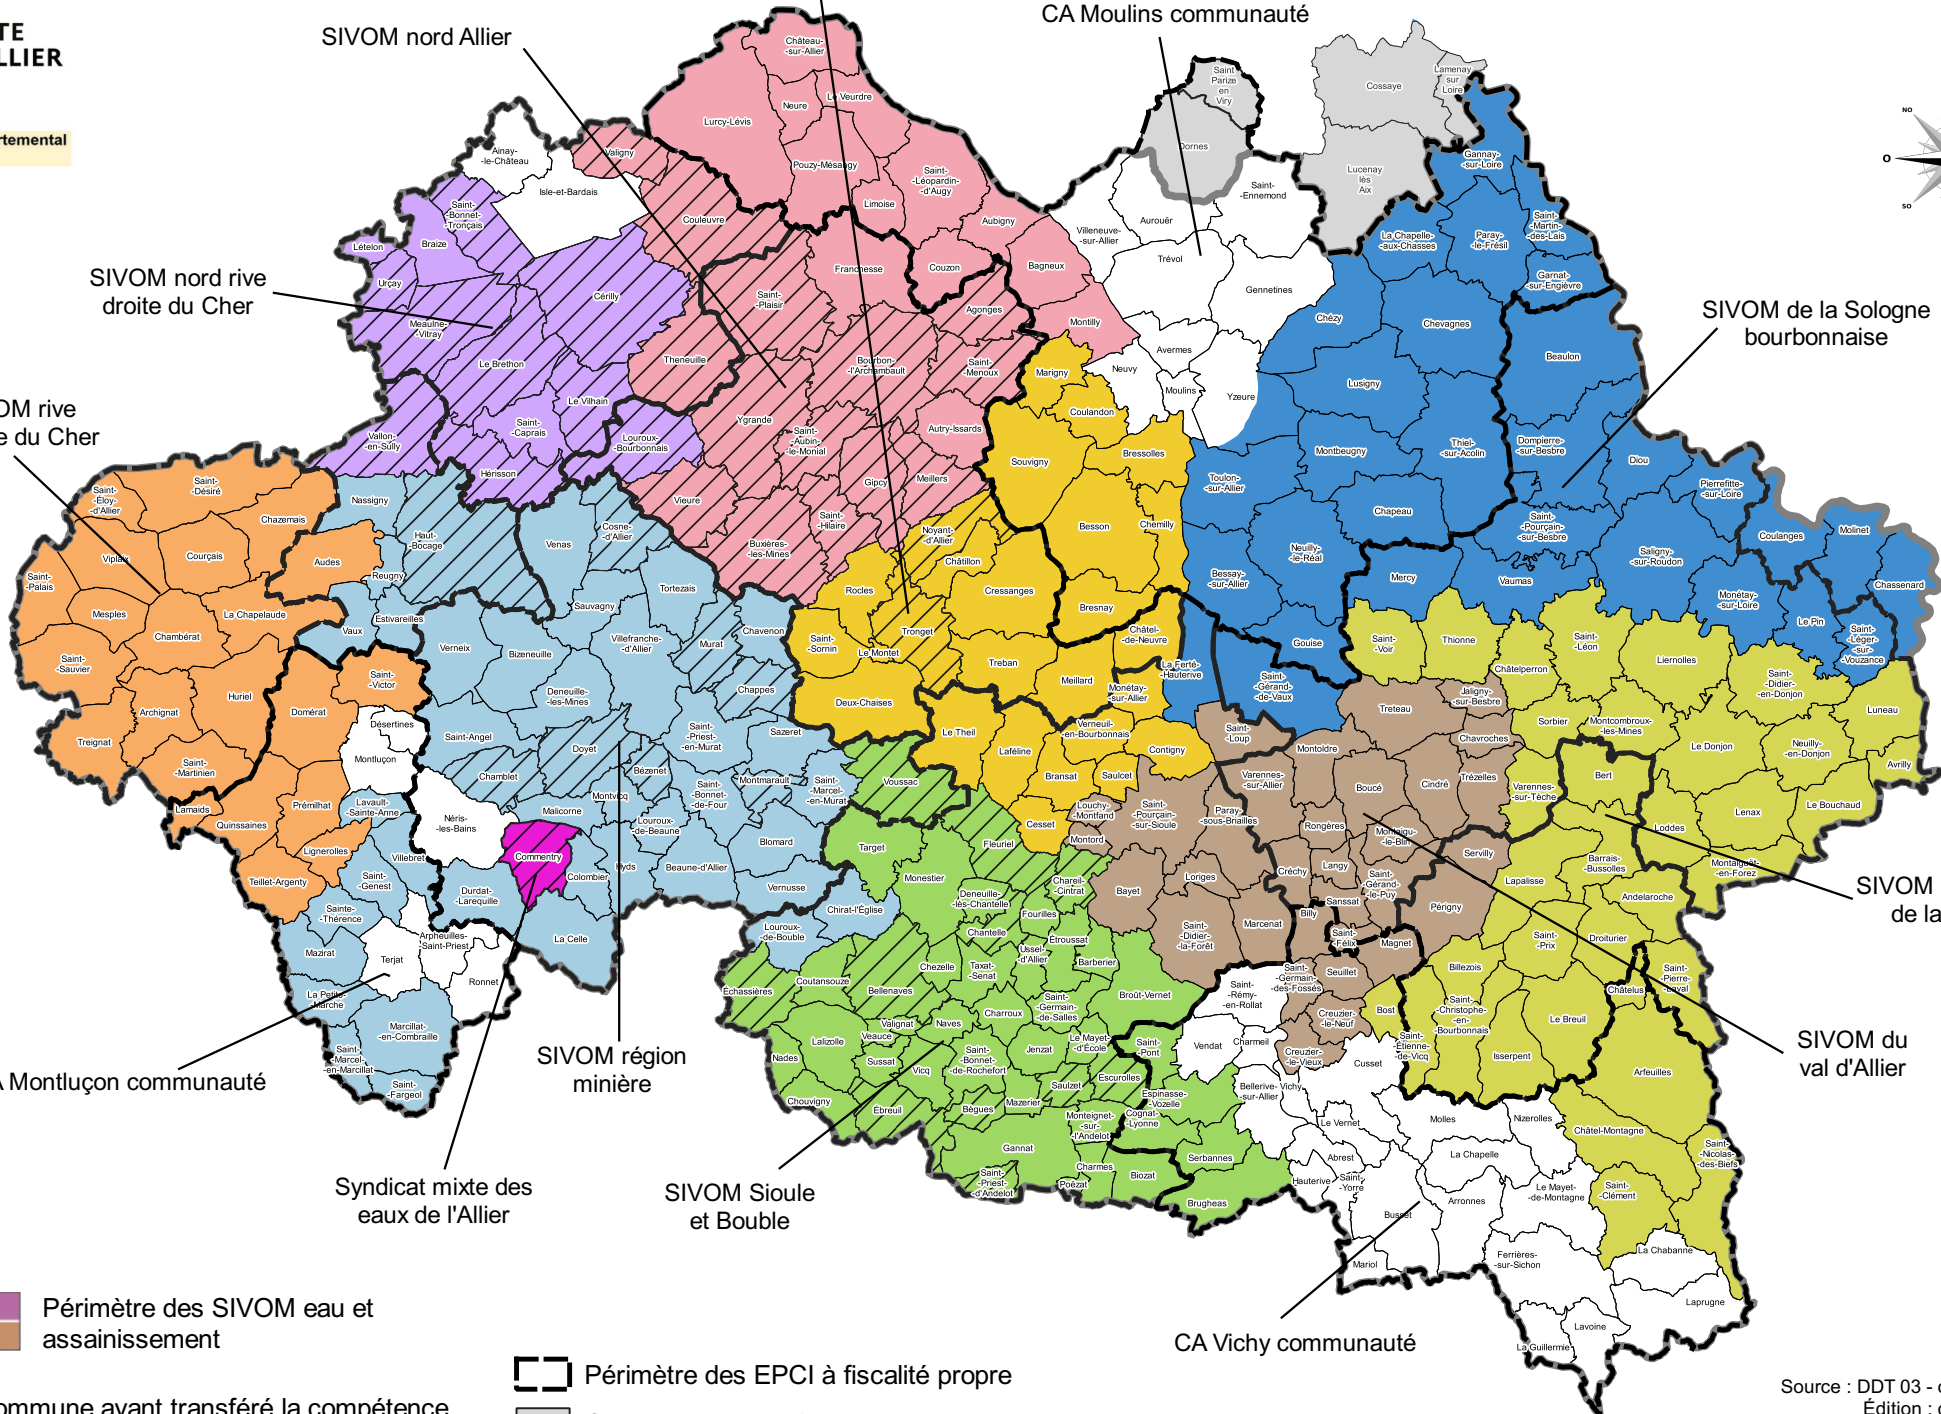 TE
LLIER
rtemental
SIVOM nord Allier
CA Moulins communauté
NO
O
SO
SIVOM nord rive
droite du Cher
SIVOM de la Sologne
bourbonnaise
OM rive
e du Cher
Château-
-sur-Allier
Neure
Le Veurdre
Lurcy-Lévis
Pouzy-Mésangy
Saint-
-Léopardin-
-d'Augy
Limoise
Aubigny
Couzon
Bagneux
Montilly
Valigny
Couleuvre
Franchesse
Saint-
-Plaisir
Agonges
Theneuille
Bourbon-
-l'Archambault
Saint-
-Menoux
Ygrande
Saint-
-Aubin-
-le-Monial
Autry-Issards
Gipcy
Meillers
Vieure
Saint-
-Hilaire
Buxières-
-les-Mines
Ainay-
-le-Château
Isle-et-Bardais
Saint-
-Bonnet-
-Tronçais
Braize
Lételon
Urçay
Meaulne-
-Vitray
Cérilly
Le Brethon
Le Vilhain
Saint-
-Caprais
Vallon-
-en-Sully
Hérisson
Louroux-
-Bourbonnais
Saint
Parize
en
Viry
Dornes
Cossaye
Lamenay
sur
Loire
Lucenay
lès
Aix
Saint-
-Ennemond
Aurouër
Villeneuve-
-sur-Allier
Trévol
Gennetines
Avermes
Neuvy
Moulins
Yzeure
Gannay-
-sur-Loire
La Chapelle-
-aux-Chasses
Paray-
-le-Frésil
Saint-
-Martin-
-des-Lais
Garnat-
-sur-Engièvre
Chézy
Chevagnes
Beaulon
Lusigny
Montbeugny
Thiel-
-sur-Acolin
Dompierre-
-sur-Besbre
Diou
Pierrefitte-
-sur-Loire
Toulon-
-sur-Allier
Chapeau
Saint-
-Pourçain-
-sur-Besbre
Coulanges
Molinet
Neuilly-
-le-Réal
Bessay-
-sur-Allier
Mercy
Vaumas
Saligny-
-sur-Roudon
Monétay-
-sur-Loire
Chassenard
Le Pin
Saint-
-Léger-
-sur-
-Vouzance
Gouise
La Ferté-
-Hauterive
Saint-
-Gérand-
-de-Vaux
Marigny
Coulandon
Souvigny
Bressolles
Besson
Chemilly
Noyant-
-d'Allier
Châtillon
Cressanges
Bresnay
Rocles
Tronget
Châtel-
-de-Neuvre
Saint-
-Sornin
Le Montet
Treban
Meillard
Monétay-
-sur-Allier
Deux-Chaises
Le Theil
Laféline
Verneuil-
-en-Bourbonnais
Contigny
Bransat
Saulcet
Cesset
Saint-
-Éloy-
-d'Allier
Saint-
-Désiré
Chazemais
Viplaix
Courçais
Audes
Saint-
-Palais
Mesples
La Chapelaude
Chambérat
Saint-
-Sauvier
Huriel
Archignat
Treignat
Saint-
-Martinien
Saint-
-Victor
Domérat
Lamaids
Quinssaines
Prémilhat
Lignerolles
Teillet-Argenty
Désertines
Montluçon
Néris-
-les-Bains
Nassigny
Haut-
-Bocage
Reugny
Vaux
Estivareilles
Venas
Cosne-
-d'Allier
Sauvagny
Tortezais
Verneix
Bizeneuille
Villefranche-
-d'Allier
Murat
Chavenon
Deneuille-
-les-Mines
Chappes
Saint-Angel
Saint-
-Priest-
-en-Murat
Sazeret
Doyet
Chamblet
Bézenet
Montvicq
Saint-
-Bonnet-
-de-Four
Montmarault
Saint-
-Marcel-
-en-Murat
Malicorne
Louroux-
-de-Beaune
Blomard
Commentry
Colombier
Hyds
Beaune-d'Allier
Vernusse
Durdat-
-Larequille
La Celle
Lavault-
-Sainte-Anne
Villebret
Saint-
-Genest
Sainte-
-Thérence
Mazirat
Terjat
Arpheuilles-
-Saint-Priest
Ronnet
La Petite-
-Marche
Marcillat-
-en-Combraille
Saint-
-Marcel-
-en-Marcillat
Saint-
-Fargeol
Louroux-
-de-Bouble
Chirat-l'Église
Voussac
Target
Fleuriel
Monestier
Deneuille-
-lès-Chantelle
Chareil-
-Cintrat
Fourilles
Chantelle
Étroussat
Ussel-
-d'Allier
Chezelle
Taxat-
-Senat
Barberier
Échassières
Coutansouze
Bellenaves
Broût-Vernet
Charroux
Saint-
-Germain-
-de-Salles
Valignat
Naves
Lalizolle
Veauce
Jenzat
Le Mayet-
-d'École
Saint-
-Pont
Nades
Sussat
Vicq
Saint-
-Bonnet-
-de-Rochefort
Saulzet
Escurolles
Espinasse-
-Vozelle
Chouvigny
Ébreuil
Bègues
Mazerier
Monteignet-
-sur-
-l'Andelot
Cognat-
-Lyonne
Gannat
Charmes
Poëzat
Biozat
Serbannes
Saint-
-Priest-
-d'Andelot
Brugheas
Saint-
-Loup
Louchy-
-Montfand
Saint-
-Pourçain-
-sur-Sioule
Paray-
-sous-Briailles
Montord
Bayet
Loriges
Saint-
-Didier-
-la-Forêt
Marcenat
Varennes-
-sur-Allier
Montoldre
Treteau
Jaligny-
-sur-Besbre
Chavroches
Boucé
Cindré
Trézelles
Rongères
Montaigu-
-le-Blin
Créchy
Langy
Saint-
-Gérand-
-le-Puy
Servilly
Sanssat
Périgny
Billy
Saint-
-Félix
Magnet
Saint-
-Germain-
-des-Fossés
Seuillet
Creuzier-
-le-Neuf
Creuzier-
-le-Vieux
Saint-
-Voir
Thionne
Châtelperron
Saint-
-Léon
Liernolles
Saint-
-Didier-
-en-Donjon
Luneau
Sorbier
Montcombroux-
-les-Mines
Le Donjon
Neuilly-
-en-Donjon
Avrilly
Varennes-
-sur-Tèche
Bert
Lenax
Le Bouchaud
Loddes
Montaiguët-
-en-Forez
Barrais-
-Bussolles
Lapalisse
Andelaroche
Saint-
-Prix
Droiturier
Billezois
Saint-
-Pierre-
-Laval
Châtelus
Bost
Saint-
-Étienne-
-de-Vicq
Saint-
-Christophe-
-en-
-Bourbonnais
Le Breuil
Isserpent
Arfeuilles
Châtel-Montagne
Saint-
-Nicolas-
-des-Biefs
Saint-
-Clément
Saint-
-Rémy-
-en-Rollat
Vendat
Charmeil
Cusset
Bellerive-
-sur-Allier
Vichy
Le Vernet
Molles
Nizerolles
Abrest
La Chapelle
Hauterive
Saint-
-Yorre
Le Mayet-
-de-Montagne
Arronnes
Busset
Mariol
Ferrières-
-sur-Sichon
La Chabanne
Laprugne
Lavoine
La Guillermie
SIVOM
de la
SIVOM du
val d'Allier
A Montluçon communauté
SIVOM région
minière
Syndicat mixte des
eaux de l'Allier
SIVOM Sioule
et Bouble
CA Vichy communauté
Périmètre des SIVOM eau et
assainissement
Périmètre des EPCI à fiscalité propre
ommune ayant transféré la compétence
Source : DDT 03 -
Édition :